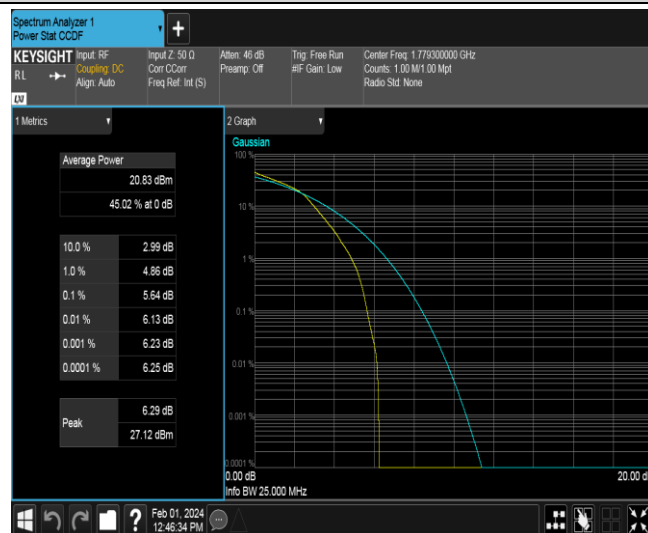 Spectrum Analyzer 1
Power Stat CCDF
+
KEYSIGHT
RL
LXI
Input: RF
Coupling: DC
Align: Auto
Input Z: 50 Ω
Corr CCorr
Freq Ref: Int (S)
Atten: 46 dB
Preamp: Off
Trig: Free Run
#IF Gain: Low
Center Freq: 1.779300000 GHz
Counts: 1.00 M/1.00 Mpt
Radio Std: None
1 Metrics
Average Power
20.83 dBm
45.02 % at 0 dB
10.0 % 2.99 dB
1.0 % 4.86 dB
0.1 % 5.64 dB
0.01 % 6.13 dB
0.001 % 6.23 dB
0.0001 % 6.25 dB
Peak
6.29 dB
27.12 dBm
2 Graph
Gaussian
100 %
10 %
1 %
0.1 %
0.01 %
0.001 %
0.0001 %
0.00 dB
20.00 d
Info BW 25.000 MHz
?
Feb 01, 2024
12:46:34 PM